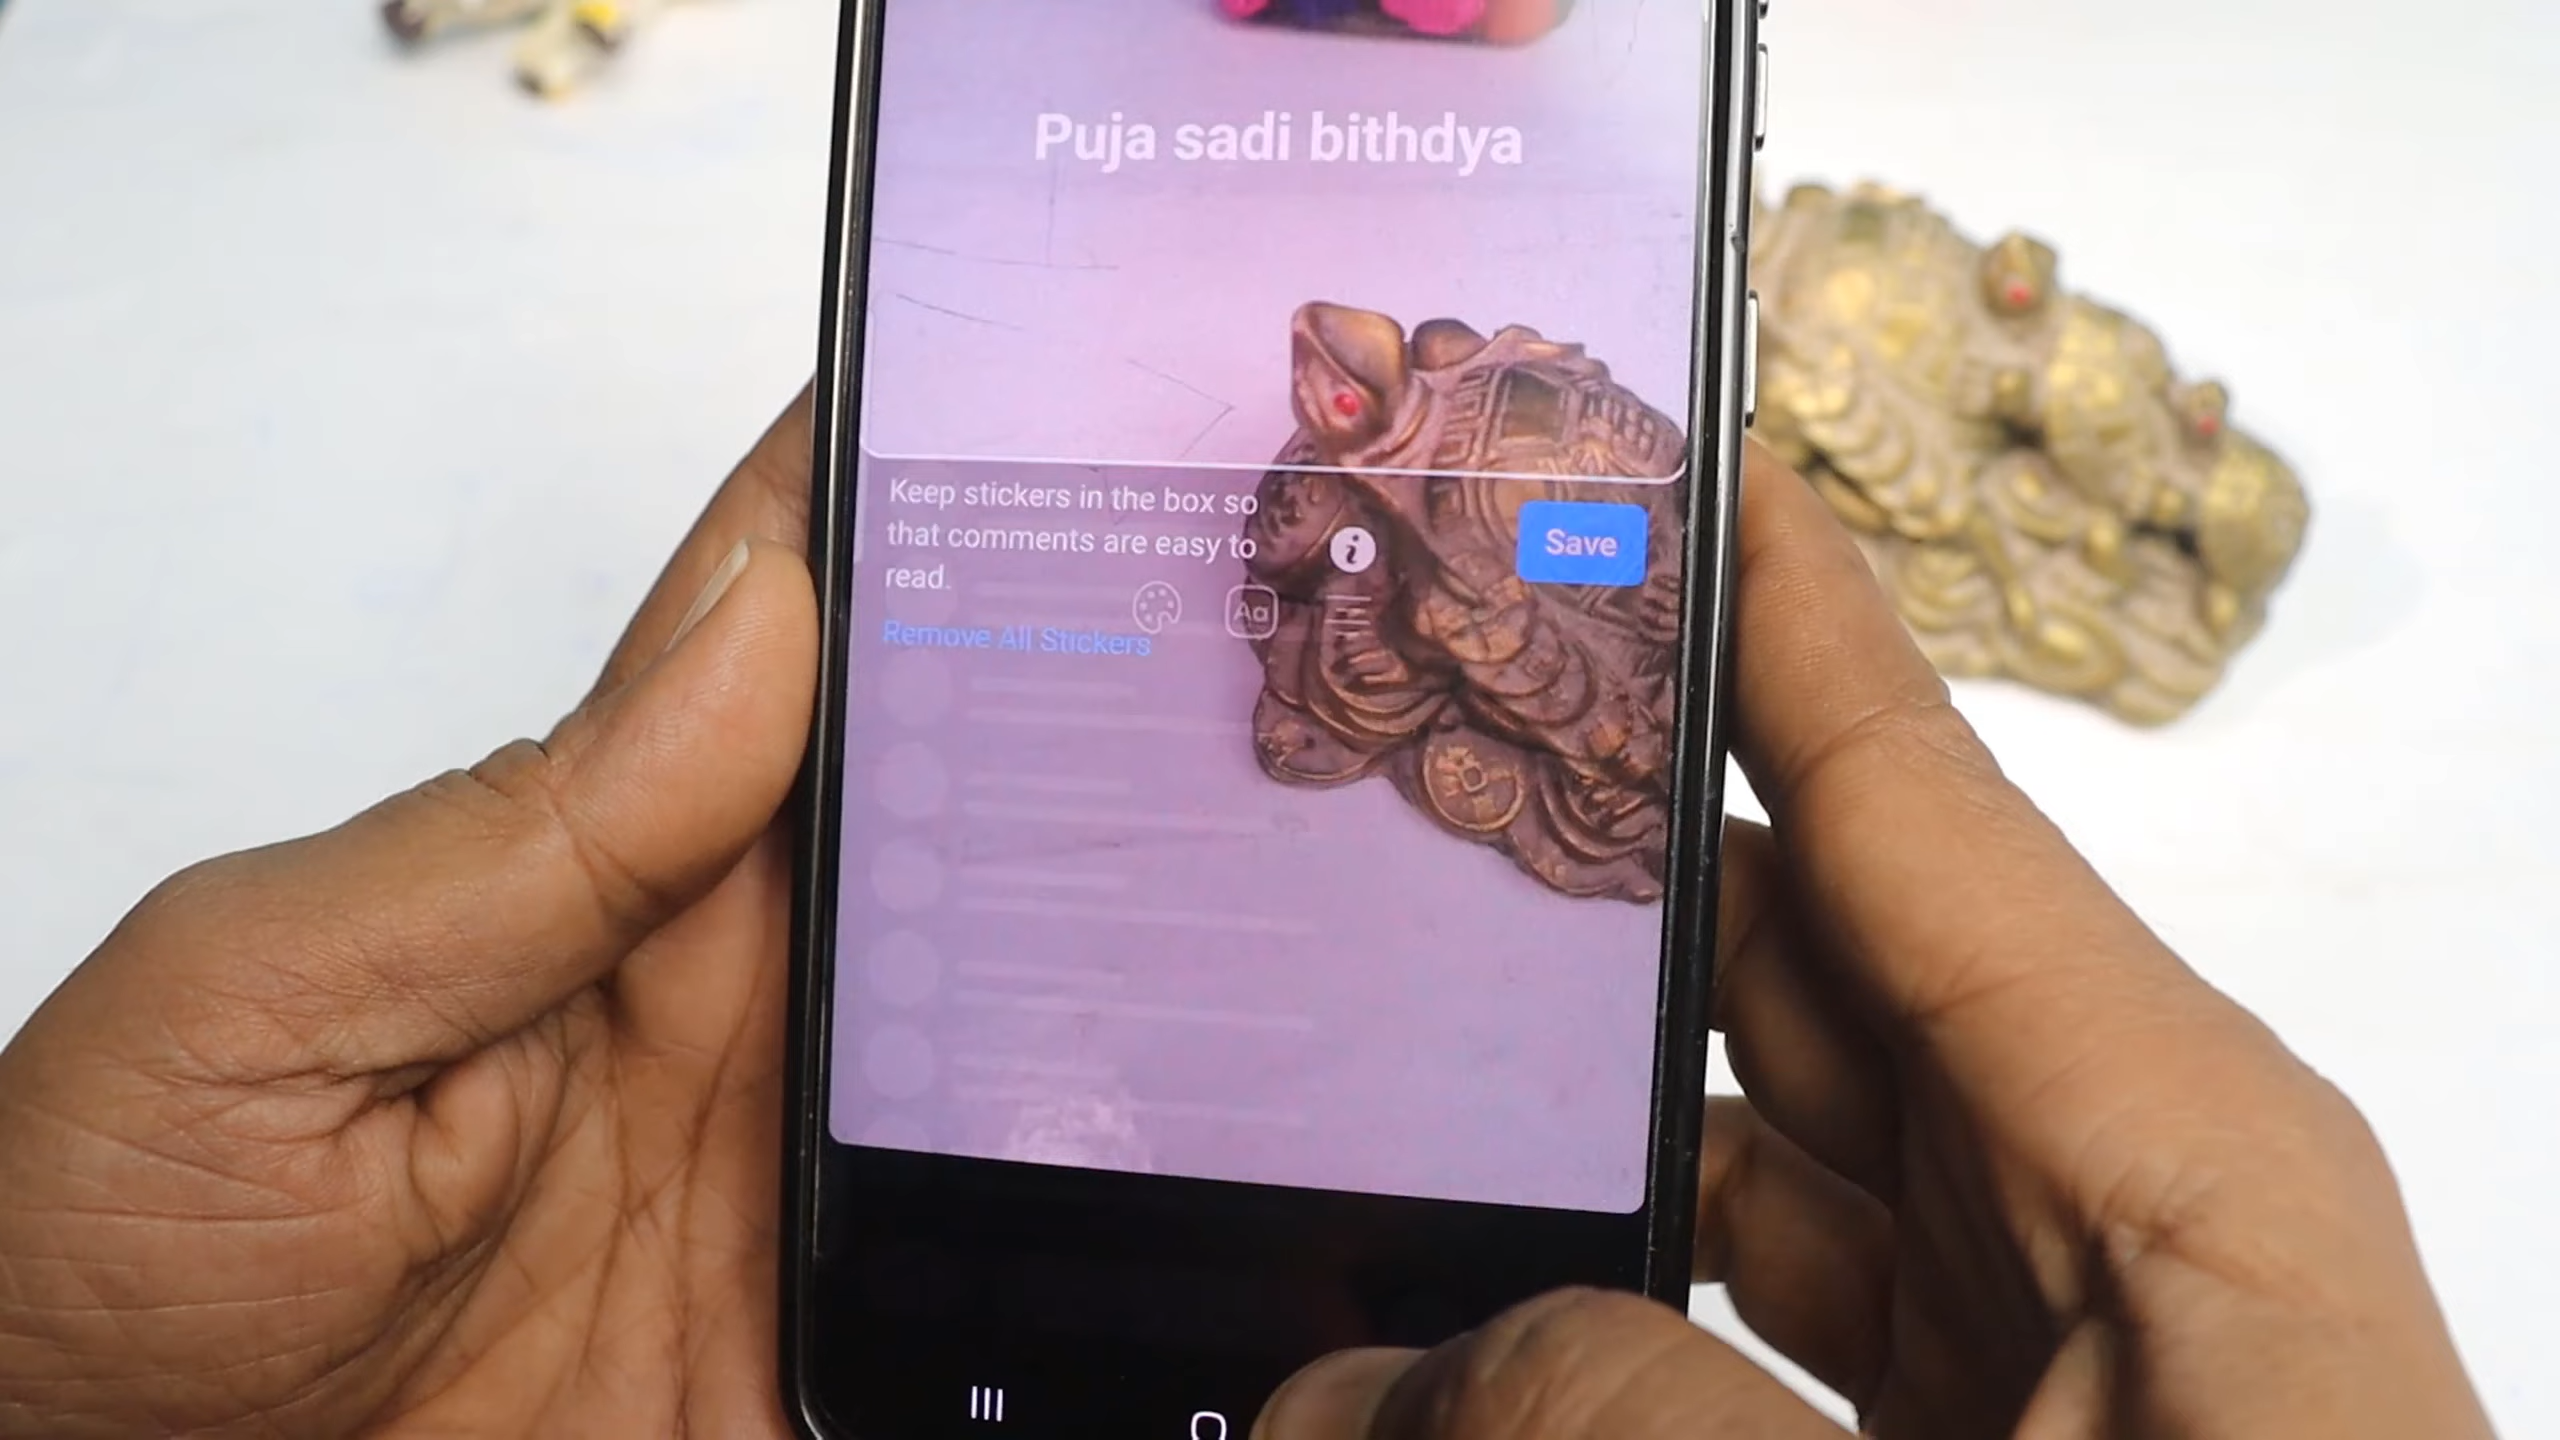 Puja sadi bithdya
Keep stickers in the box so
that comments are easy to
read.
Save
Aa
Remove All Stickers